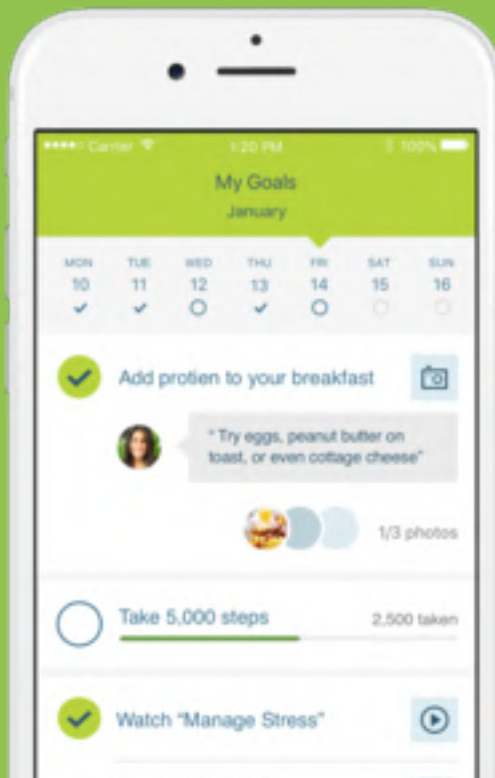 Carrier 1:20 PM 100%
My Goals
January
MON TUE WED THU FRI SAT SUN
10 11 12 13 14 15 16
Add protien to your breakfast
"Try eggs, peanut butter on
toast, or even cottage cheese"
1/3 photos
Take 5,000 steps 2,500 taken
Watch "Manage Stress"